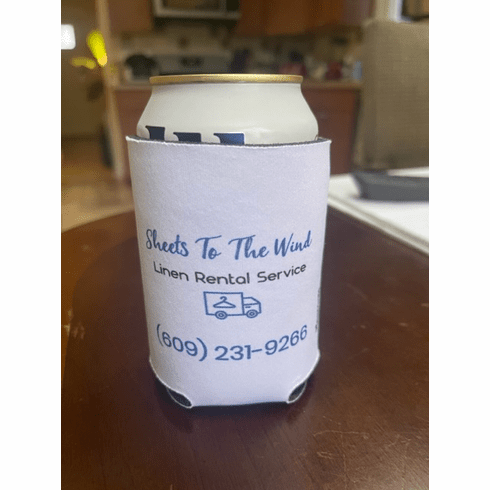 Sheets To The Wind
Linen Rental Service
(609) 231-9266